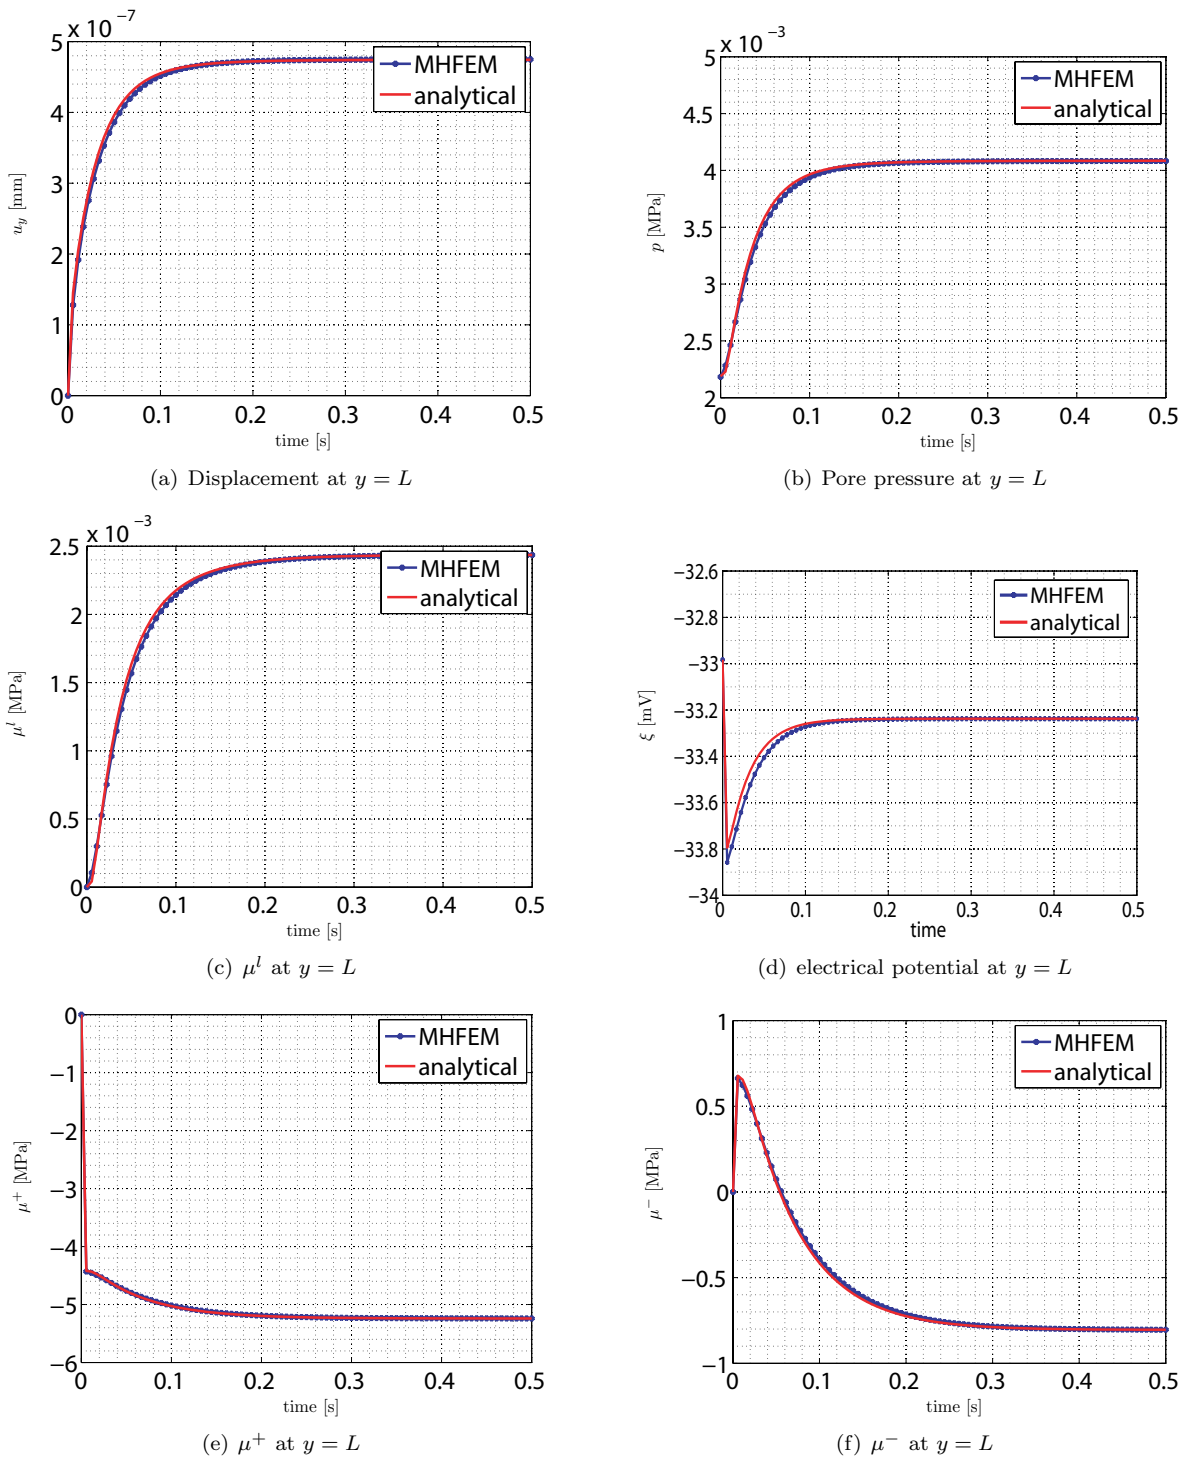 x 10 ⁻⁷
5
4
3
2
1
0
0 0.1 0.2 0.3 0.4 0.5
u_y [mm]
time [s]
MHFEM
analytical
(a) Displacement at y = L
x 10 ⁻³
5
4.5
4
3.5
3
2.5
2
0 0.1 0.2 0.3 0.4 0.5
p [MPa]
time [s]
MHFEM
analytical
(b) Pore pressure at y = L
x 10 ⁻³
2.5
2
1.5
1
0.5
0
0 0.1 0.2 0.3 0.4 0.5
μˡ [MPa]
time [s]
MHFEM
analytical
(c) μˡ at y = L
−32.6
−32.8
−33
−33.2
−33.4
−33.6
−33.8
−34
0 0.1 0.2 0.3 0.4 0.5
ξ [mV]
time
MHFEM
analytical
(d) electrical potential at y = L
0
−1
−2
−3
−4
−5
−6
0 0.1 0.2 0.3 0.4 0.5
μ⁺ [MPa]
time [s]
MHFEM
analytical
(e) μ⁺ at y = L
1
0.5
0
−0.5
−1
0 0.1 0.2 0.3 0.4 0.5
μ⁻ [MPa]
time [s]
MHFEM
analytical
(f) μ⁻ at y = L